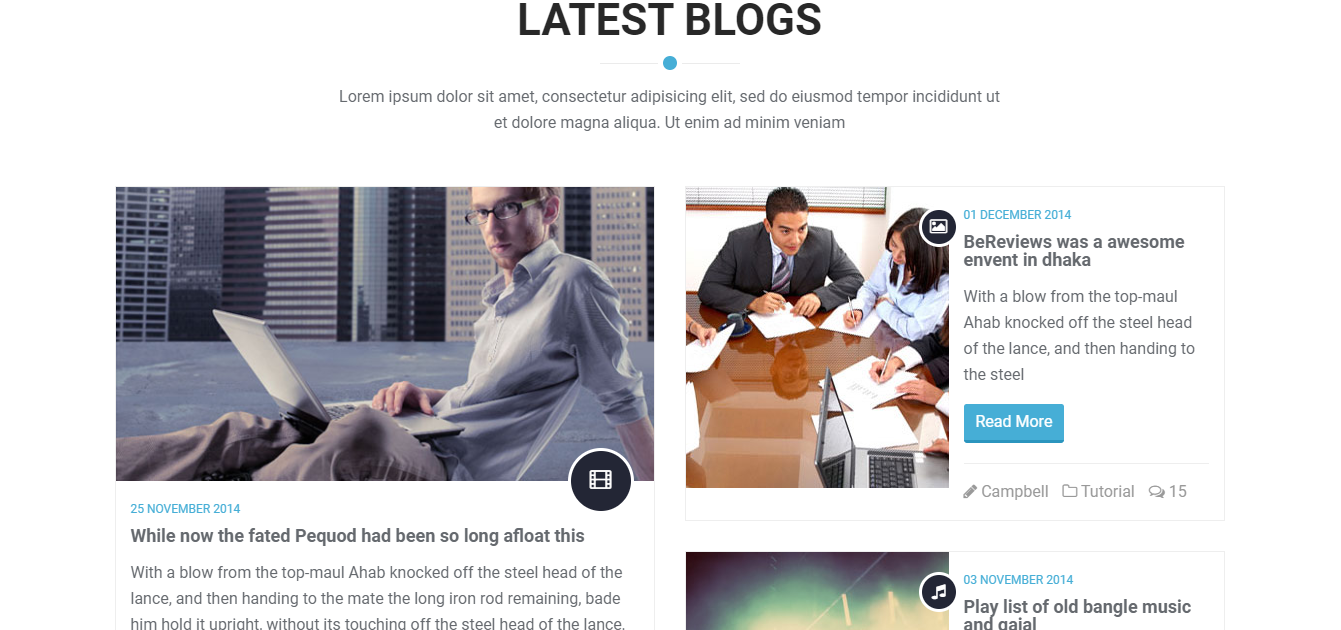 LATEST BLOGS
Lorem ipsum dolor sit amet, consectetur adipisicing elit, sed do eiusmod tempor incididunt ut
et dolore magna aliqua. Ut enim ad minim veniam
25 NOVEMBER 2014
While now the fated Pequod had been so long afloat this
With a blow from the top-maul Ahab knocked off the steel head of the
lance, and then handing to the mate the long iron rod remaining, bade
him hold it upright, without its touching off the steel head of the lance,
01 DECEMBER 2014
BeReviews was a awesome
envent in dhaka
With a blow from the top-maul
Ahab knocked off the steel head
of the lance, and then handing to
the steel
Read More
Campbell Tutorial 15
03 NOVEMBER 2014
Play list of old bangle music
and gajal